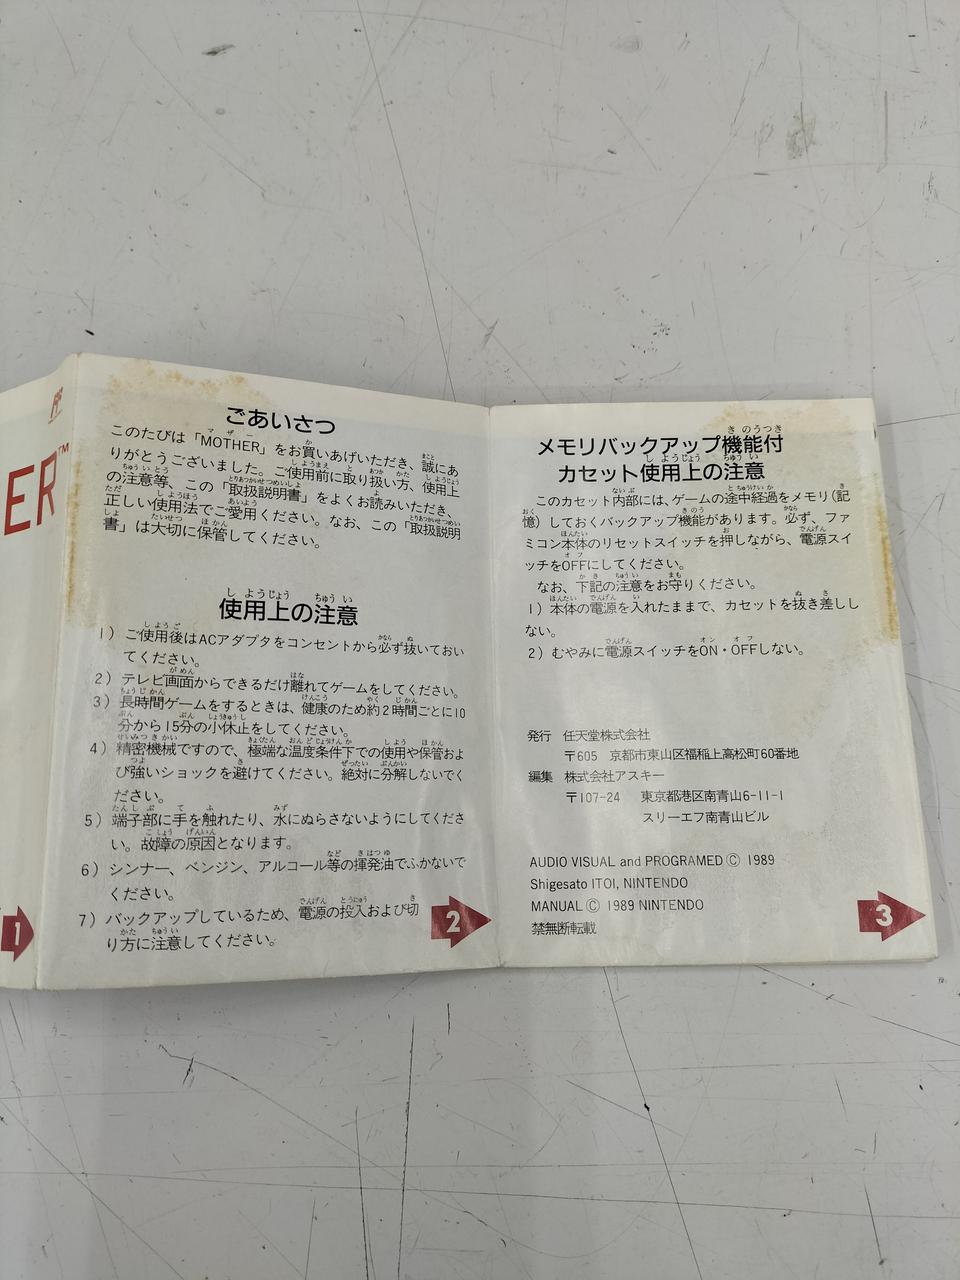 ER™
1
ごあいさつ
このたびは「MOTHER」をお買いあげいただき、誠にあ
りがとうございました。ご使用前に取り扱い方、使用上
の注意等、この「取扱説明書」をよくお読みいただき、
正しい使用法でご愛用ください。なお、この「取扱説明
書」は大切に保管してください。
使用上の注意
1）ご使用後はACアダプタをコンセントから必ず抜いておい
てください。
2）テレビ画面からできるだけ離れてゲームをしてください。
3）長時間ゲームをするときは、健康のため約2時間ごとに10
分から15分の小休止をしてください。
4）精密機械ですので、極端な温度条件下での使用や保管およ
び強いショックを避けてください。絶対に分解しないでく
ださい。
5）端子部に手を触れたり、水にぬらさないようにしてくださ
い。故障の原因となります。
6）シンナー、ベンジン、アルコール等の揮発油でふかないで
ください。
7）バックアップしているため、電源の投入および切
り方に注意してください。
2
メモリバックアップ機能付
カセット使用上の注意
このカセット内部には、ゲームの途中経過をメモリ（記
憶）しておくバックアップ機能があります。必ず、ファ
ミコン本体のリセットスイッチを押しながら、電源スイ
ッチをOFFにしてください。
なお、下記の注意をお守りください。
1）本体の電源を入れたままで、カセットを抜き差しし
ない。
2）むやみに電源スイッチをON・OFFしない。
発行 任天堂株式会社
〒605 京都市東山区福稲上高松町60番地
編集 株式会社アスキー
〒107-24 東京都港区南青山6-11-1
スリーエフ南青山ビル
AUDIO VISUAL and PROGRAMED Ⓒ 1989
Shigesato ITOI, NINTENDO
MANUAL Ⓒ 1989 NINTENDO
禁無断転載
3